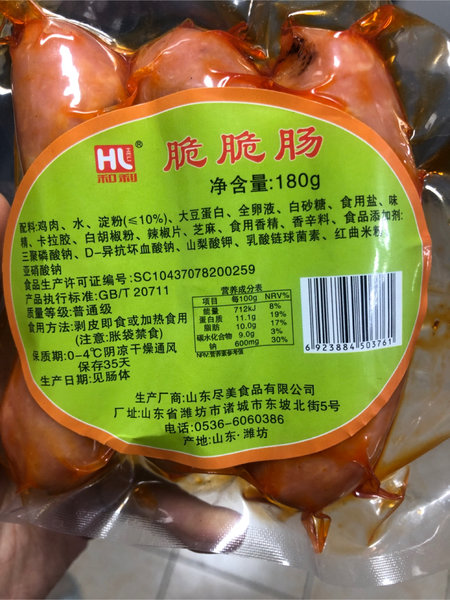 HL®
HELI
和利
脆脆肠
净含量:180g
配料:鸡肉、水、淀粉(≤10%)、大豆蛋白、全卵液、白砂糖、食用盐、味
精、卡拉胶、白胡椒粉、辣椒片、芝麻、食用香精、香辛料、食品添加剂:
三聚磷酸钠、D-异抗坏血酸钠、山梨酸钾、乳酸链球菌素、红曲米粉、
亚硝酸钠
食品生产许可证编号:SC10437078200259
产品执行标准:GB/T 20711
质量等级:普通级
食用方法:剥皮即食或加热食用
(注意:胀袋禁食)
保质期:0-4℃阴凉干燥通风
保存35天
生产日期:见肠体
营养成分表
项目 每100g NRV%
能量 712kJ 8%
蛋白质 11.1g 19%
脂肪 10.0g 17%
碳水化合物 9.0g 3%
钠 600mg 30%
NRV:营养素参考值
6 923884 503761
生产厂商:山东尽美食品有限公司
厂址:山东省潍坊市诸城市东坡北街5号
电话:0536-6060386
产地:山东·潍坊